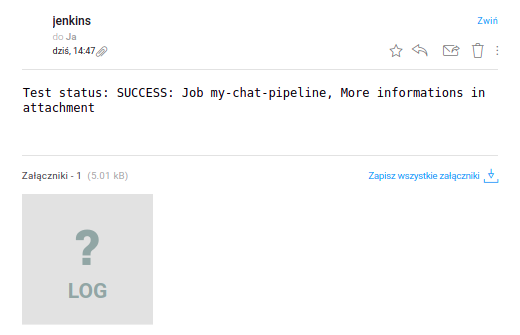 jenkins
Zwiń
do Ja
dziś, 14:47
Test status: SUCCESS: Job my-chat-pipeline, More informations in
attachment
Załączniki - 1 (5.01 kB)
Zapisz wszystkie załączniki
?
LOG